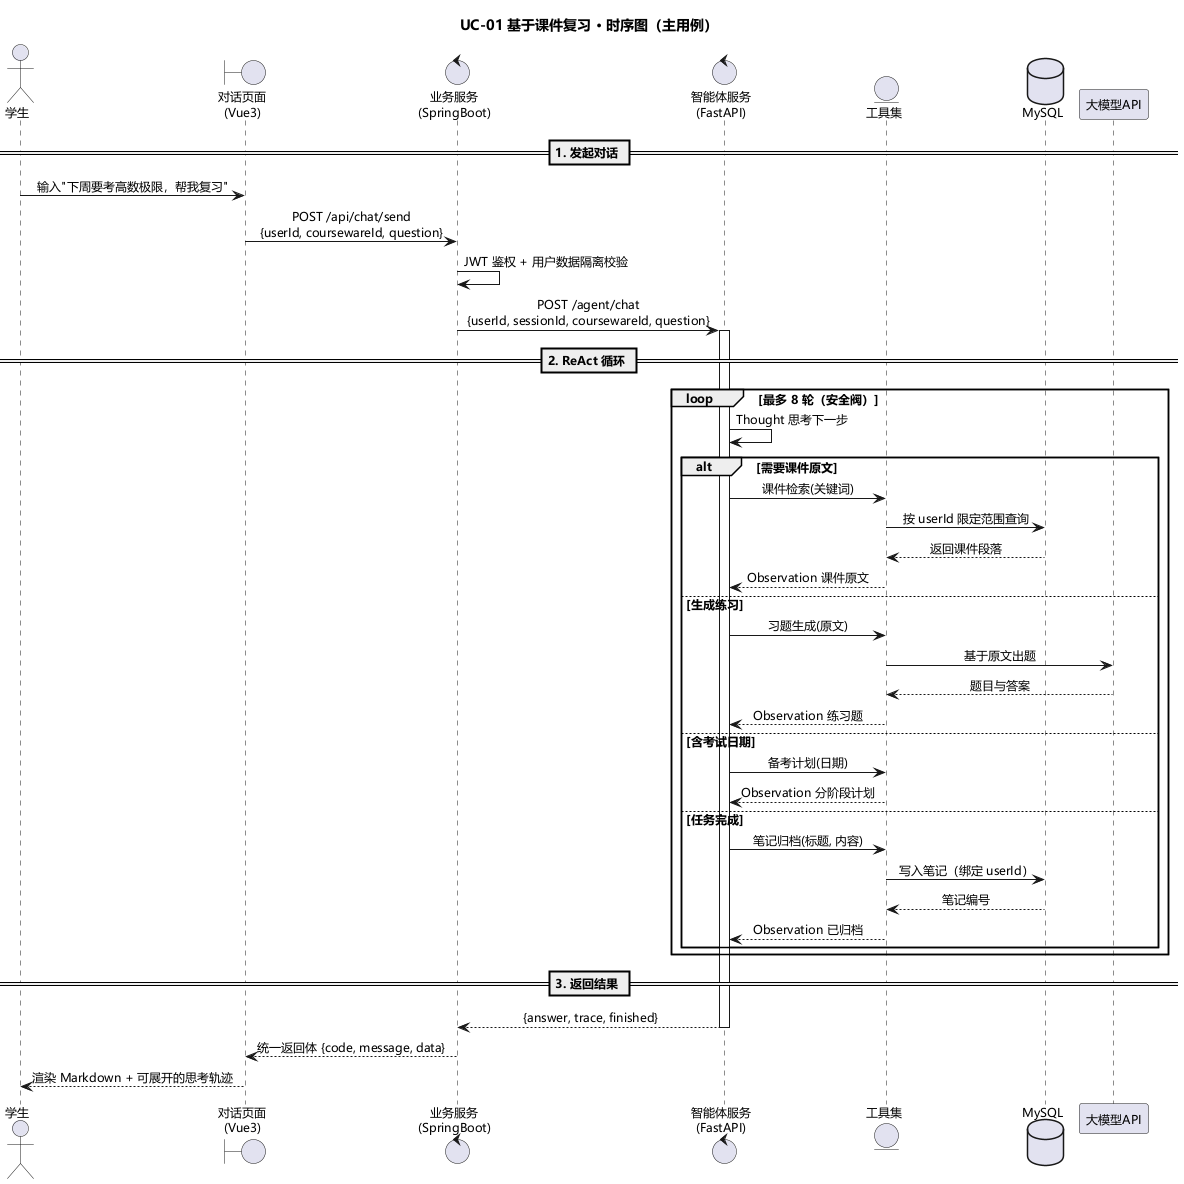 UC-01 基于课件复习 · 时序图（主用例）
学生
对话页面
(Vue3)
业务服务
(SpringBoot)
智能体服务
(FastAPI)
工具集
MySQL
大模型API
1. 发起对话
输入"下周要考高数极限，帮我复习"
POST /api/chat/send
{userId, coursewareId, question}
JWT 鉴权 + 用户数据隔离校验
POST /agent/chat
{userId, sessionId, coursewareId, question}
2. ReAct 循环
loop
[最多 8 轮（安全阀）]
Thought 思考下一步
alt
[需要课件原文]
课件检索(关键词)
按 userId 限定范围查询
返回课件段落
Observation 课件原文
[生成练习]
习题生成(原文)
基于原文出题
题目与答案
Observation 练习题
[含考试日期]
备考计划(日期)
Observation 分阶段计划
[任务完成]
笔记归档(标题, 内容)
写入笔记（绑定 userId）
笔记编号
Observation 已归档
3. 返回结果
{answer, trace, finished}
统一返回体 {code, message, data}
渲染 Markdown + 可展开的思考轨迹
学生
对话页面
(Vue3)
业务服务
(SpringBoot)
智能体服务
(FastAPI)
工具集
MySQL
大模型API